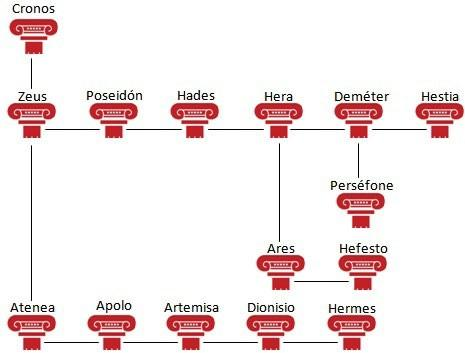 Cronos
Zeus Poseidón Hades Hera Deméter Hestia
Perséfone
Ares Hefesto
Atenea Apolo Artemisa Dionisio Hermes